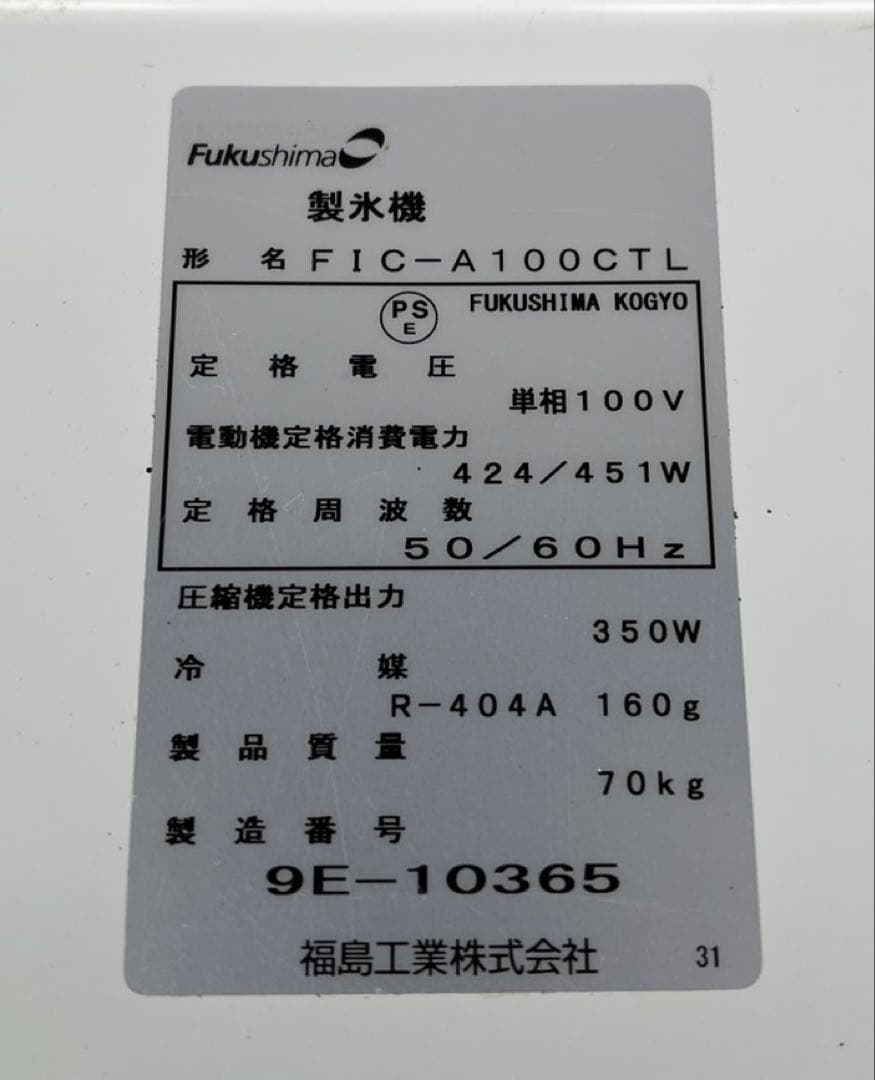 Fukushima
製氷機
形名 FIC-A100CTL
PSE FUKUSHIMA KOGYO
定格電圧
単相100V
電動機定格消費電力
424/451W
定格周波数
50/60Hz
圧縮機定格出力
350W
冷媒
R-404A 160g
製品質量
70kg
製造番号
9E-10365
福島工業株式会社 31